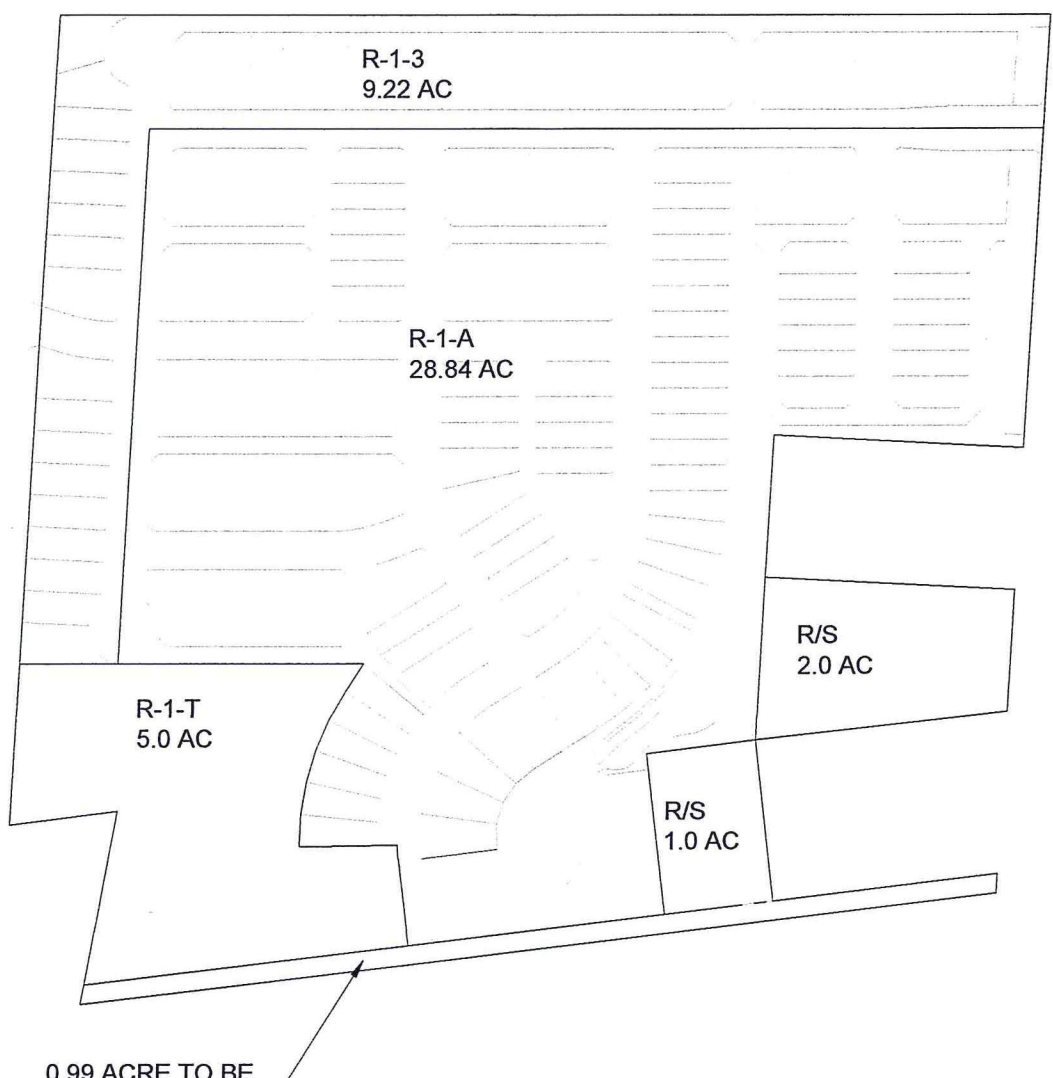 R-1-3
9.22 AC
R-1-A
28.84 AC
R/S
2.0 AC
R-1-T
5.0 AC
R/S
1.0 AC
0.99 ACRE TO BE